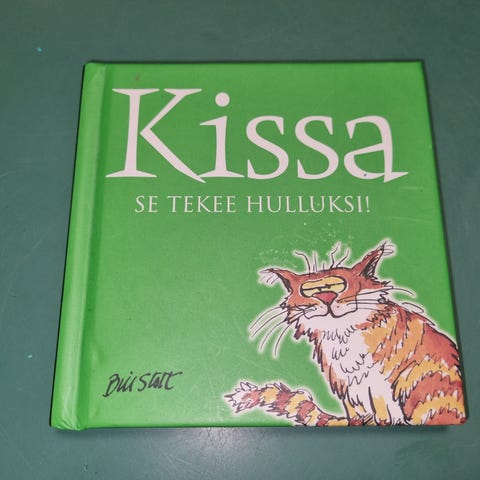 Kissa
SE TEKEE HULLUKSI!
Bill Stott